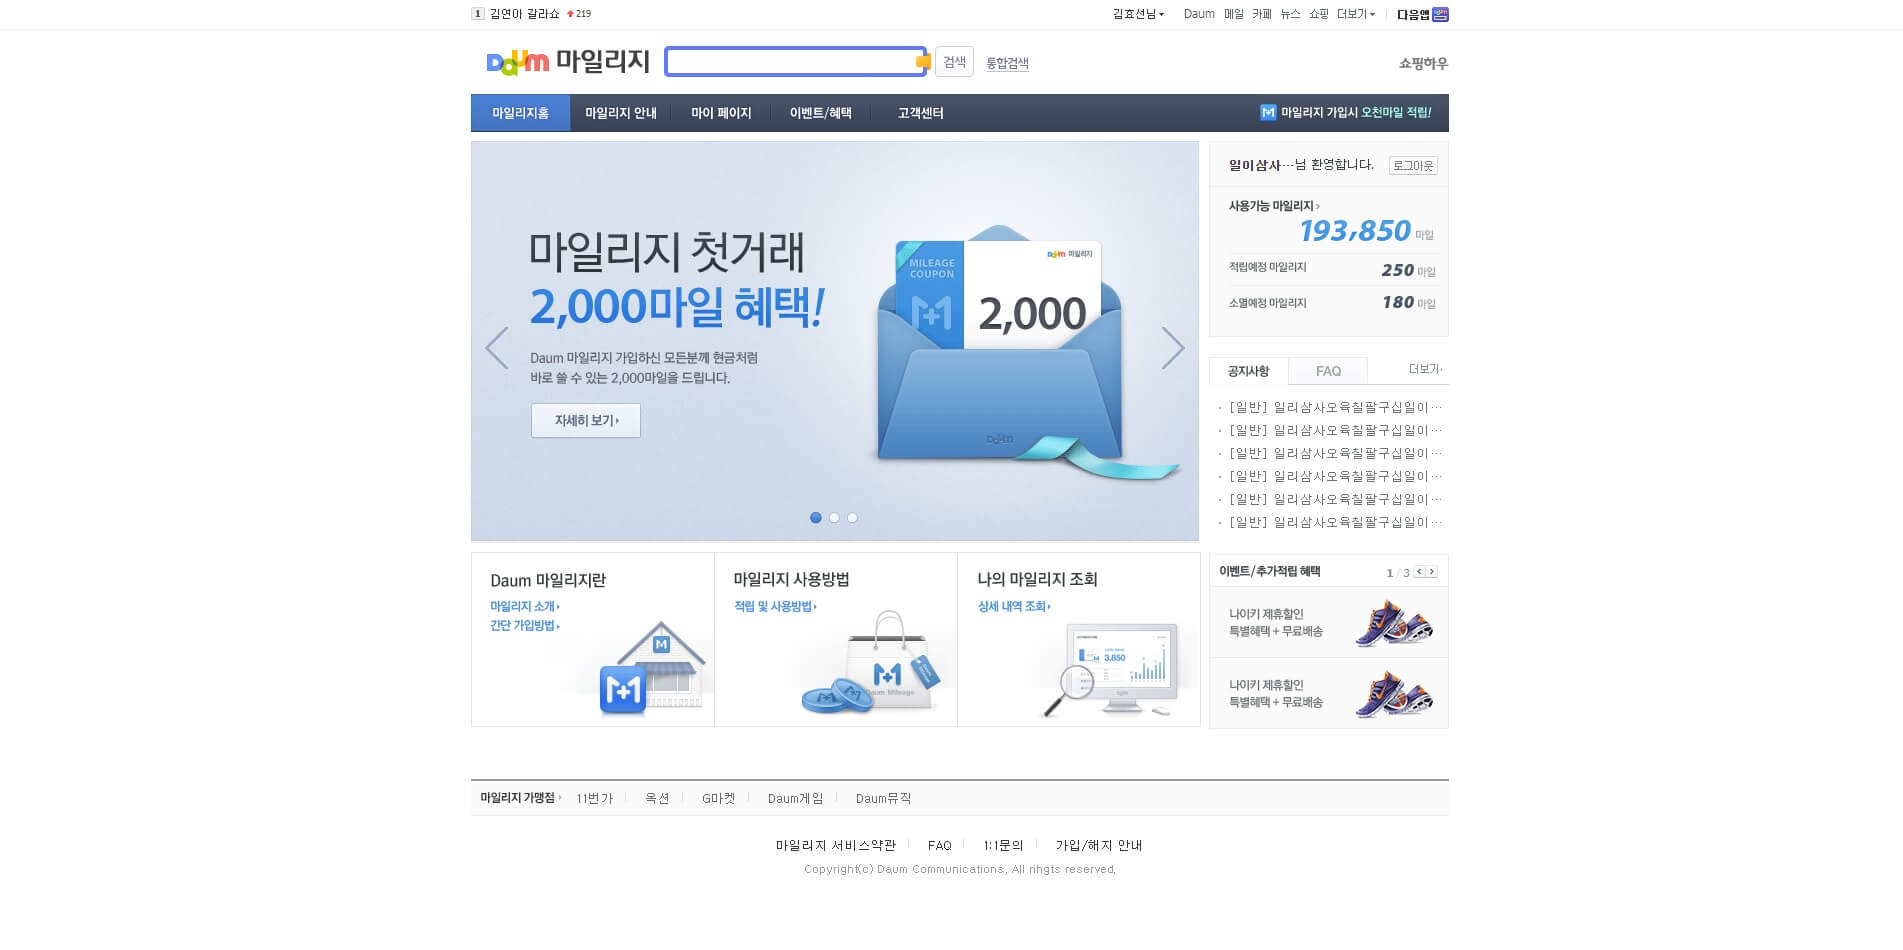 1 김연아 갈라쇼 219
김효선님 Daum 메일 카페 뉴스 쇼핑 더보기 다음앱
Daum 마일리지 검색 통합검색 쇼핑하우
마일리지홈 마일리지 안내 마이 페이지 이벤트/혜택 고객센터
마일리지 가입시 오천마일 적립!
마일리지 첫거래
2,000마일 혜택!
Daum 마일리지 가입하신 모든분께 현금처럼
바로 쓸 수 있는 2,000마일을 드립니다.
자세히 보기
MILEAGE
COUPON
M+1
Daum 마일리지
2,000
Daum
일이삼사…님 환영합니다. 로그아웃
사용가능 마일리지
193,850 마일
적립예정 마일리지 250 마일
소멸예정 마일리지 180 마일
공지사항 FAQ 더보기
· [일반] 일리삼사오육칠팔구십일이…
· [일반] 일리삼사오육칠팔구십일이…
· [일반] 일리삼사오육칠팔구십일이…
· [일반] 일리삼사오육칠팔구십일이…
· [일반] 일리삼사오육칠팔구십일이…
· [일반] 일리삼사오육칠팔구십일이…
Daum 마일리지란
마일리지 소개
간단 가입방법
M
M+1
마일리지 사용방법
적립 및 사용방법
M+1
Daum Mileage
나의 마일리지 조회
상세 내역 조회
3,850
이벤트/추가적립 혜택 1 / 3
나이키 제휴할인
특별혜택 + 무료배송
나이키 제휴할인
특별혜택 + 무료배송
마일리지 가맹점 11번가 옥션 G마켓 Daum게임 Daum뮤직
마일리지 서비스약관 FAQ 1:1문의 가입/해지 안내
Copyright(c) Daum Communications, All rihgts reserved.